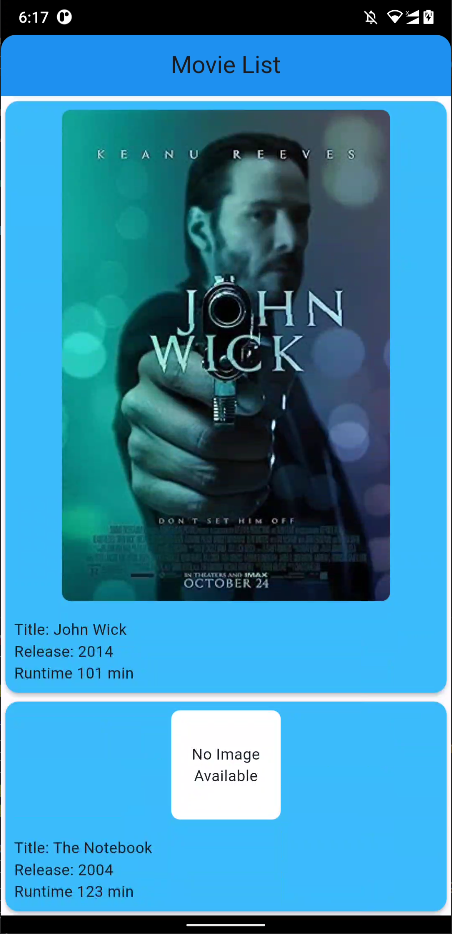 6:17
Movie List
KEANU REEVES
JOHN
WICK
DON'T SET HIM OFF
IN THEATERS AND IMAX
OCTOBER 24
Title: John Wick
Release: 2014
Runtime 101 min
No Image
Available
Title: The Notebook
Release: 2004
Runtime 123 min